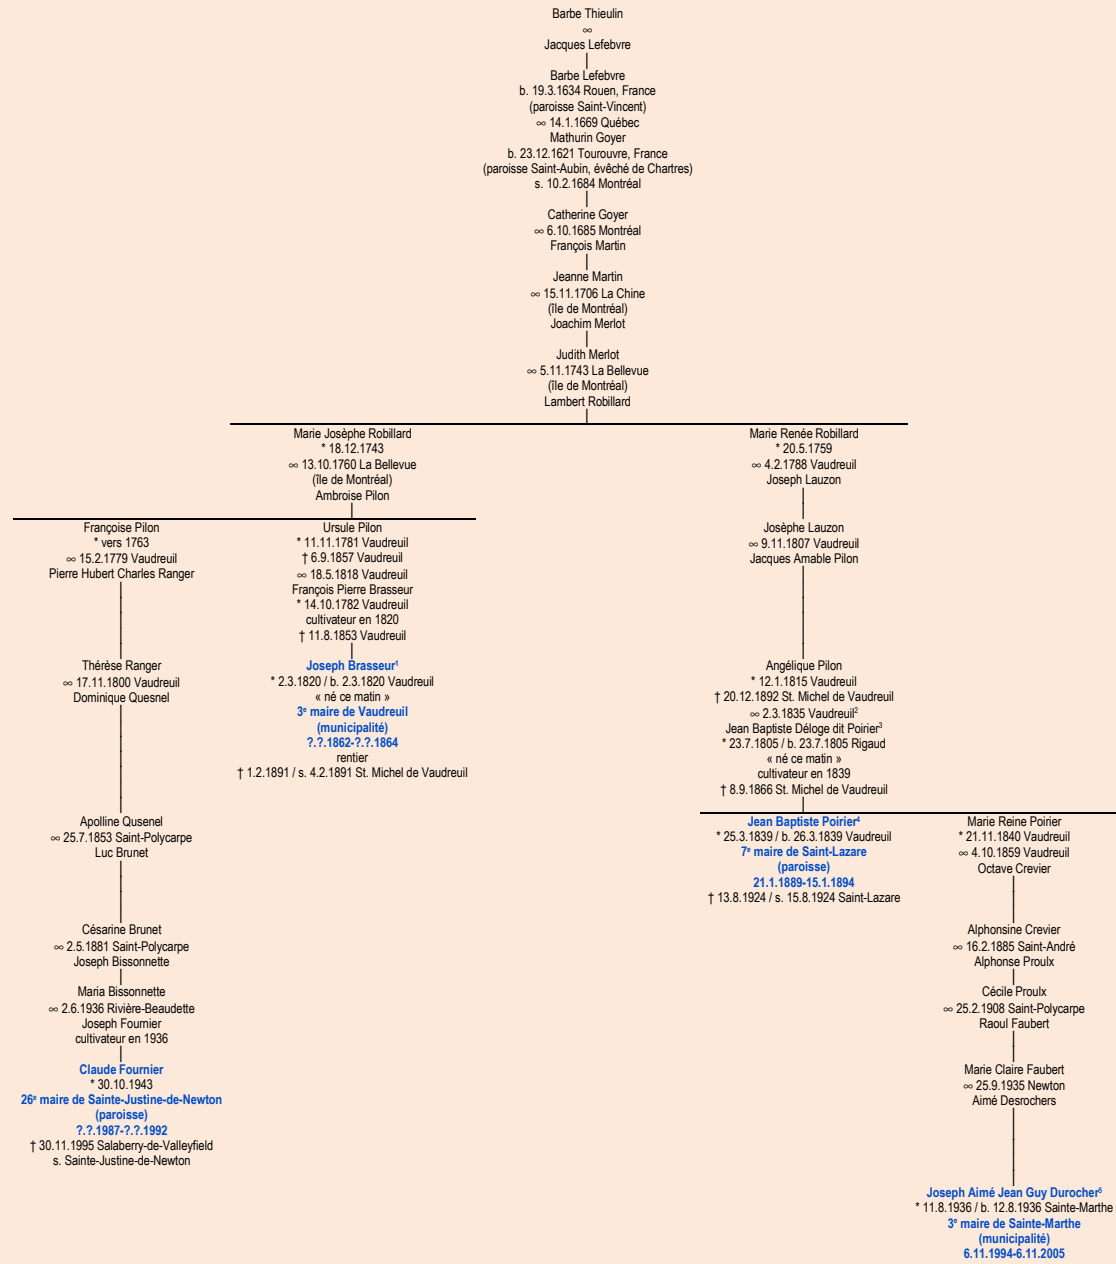 Barbe Thieulin
∞
Jacques Lefebvre
Barbe Lefebvre
b. 19.3.1634 Rouen, France
(paroisse Saint-Vincent)
∞ 14.1.1669 Québec
Mathurin Goyer
b. 23.12.1621 Tourouvre, France
(paroisse Saint-Aubin, évêché de Chartres)
s. 10.2.1684 Montréal
Catherine Goyer
∞ 6.10.1685 Montréal
François Martin
Jeanne Martin
∞ 15.11.1706 La Chine
(île de Montréal)
Joachim Merlot
Judith Merlot
∞ 5.11.1743 La Bellevue
(île de Montréal)
Lambert Robillard
Marie Josèphe Robillard
* 18.12.1743
∞ 13.10.1760 La Bellevue
(île de Montréal)
Ambroise Pilon
Marie Renée Robillard
* 20.5.1759
∞ 4.2.1788 Vaudreuil
Joseph Lauzon
Françoise Pilon
* vers 1763
∞ 15.2.1779 Vaudreuil
Pierre Hubert Charles Ranger
Ursule Pilon
* 11.11.1781 Vaudreuil
† 6.9.1857 Vaudreuil
∞ 18.5.1818 Vaudreuil
François Pierre Brasseur
* 14.10.1782 Vaudreuil
cultivateur en 1820
† 11.8.1853 Vaudreuil
Josèphe Lauzon
∞ 9.11.1807 Vaudreuil
Jacques Amable Pilon
Thérèse Ranger
∞ 17.11.1800 Vaudreuil
Dominique Quesnel
Joseph Brasseur¹
* 2.3.1820 / b. 2.3.1820 Vaudreuil
« né ce matin »
3e maire de Vaudreuil
(municipalité)
?.?.1862-?.?.1864
rentier
† 1.2.1891 / s. 4.2.1891 St. Michel de Vaudreuil
Angélique Pilon
* 12.1.1815 Vaudreuil
† 20.12.1892 St. Michel de Vaudreuil
∞ 2.3.1835 Vaudreuil²
Jean Baptiste Déloge dit Poirier³
* 23.7.1805 / b. 23.7.1805 Rigaud
« né ce matin »
cultivateur en 1839
† 8.9.1866 St. Michel de Vaudreuil
Apolline Qusenel
∞ 25.7.1853 Saint-Polycarpe
Luc Brunet
Jean Baptiste Poirier⁴
* 25.3.1839 / b. 26.3.1839 Vaudreuil
7e maire de Saint-Lazare
(paroisse)
21.1.1889-15.1.1894
† 13.8.1924 / s. 15.8.1924 Saint-Lazare
Marie Reine Poirier
* 21.11.1840 Vaudreuil
∞ 4.10.1859 Vaudreuil
Octave Crevier
Césarine Brunet
∞ 2.5.1881 Saint-Polycarpe
Joseph Bissonnette
Alphonsine Crevier
∞ 16.2.1885 Saint-André
Alphonse Proulx
Maria Bissonnette
∞ 2.6.1936 Rivière-Beaudette
Joseph Fournier
cultivateur en 1936
Cécile Proulx
∞ 25.2.1908 Saint-Polycarpe
Raoul Faubert
Claude Fournier
* 30.10.1943
26e maire de Sainte-Justine-de-Newton
(paroisse)
?.?.1987-?.?.1992
† 30.11.1995 Salaberry-de-Valleyfield
s. Sainte-Justine-de-Newton
Marie Claire Faubert
∞ 25.9.1935 Newton
Aimé Desrochers
Joseph Aimé Jean Guy Durocher⁵
* 11.8.1936 / b. 12.8.1936 Sainte-Marthe
3e maire de Sainte-Marthe
(municipalité)
6.11.1994-6.11.2005